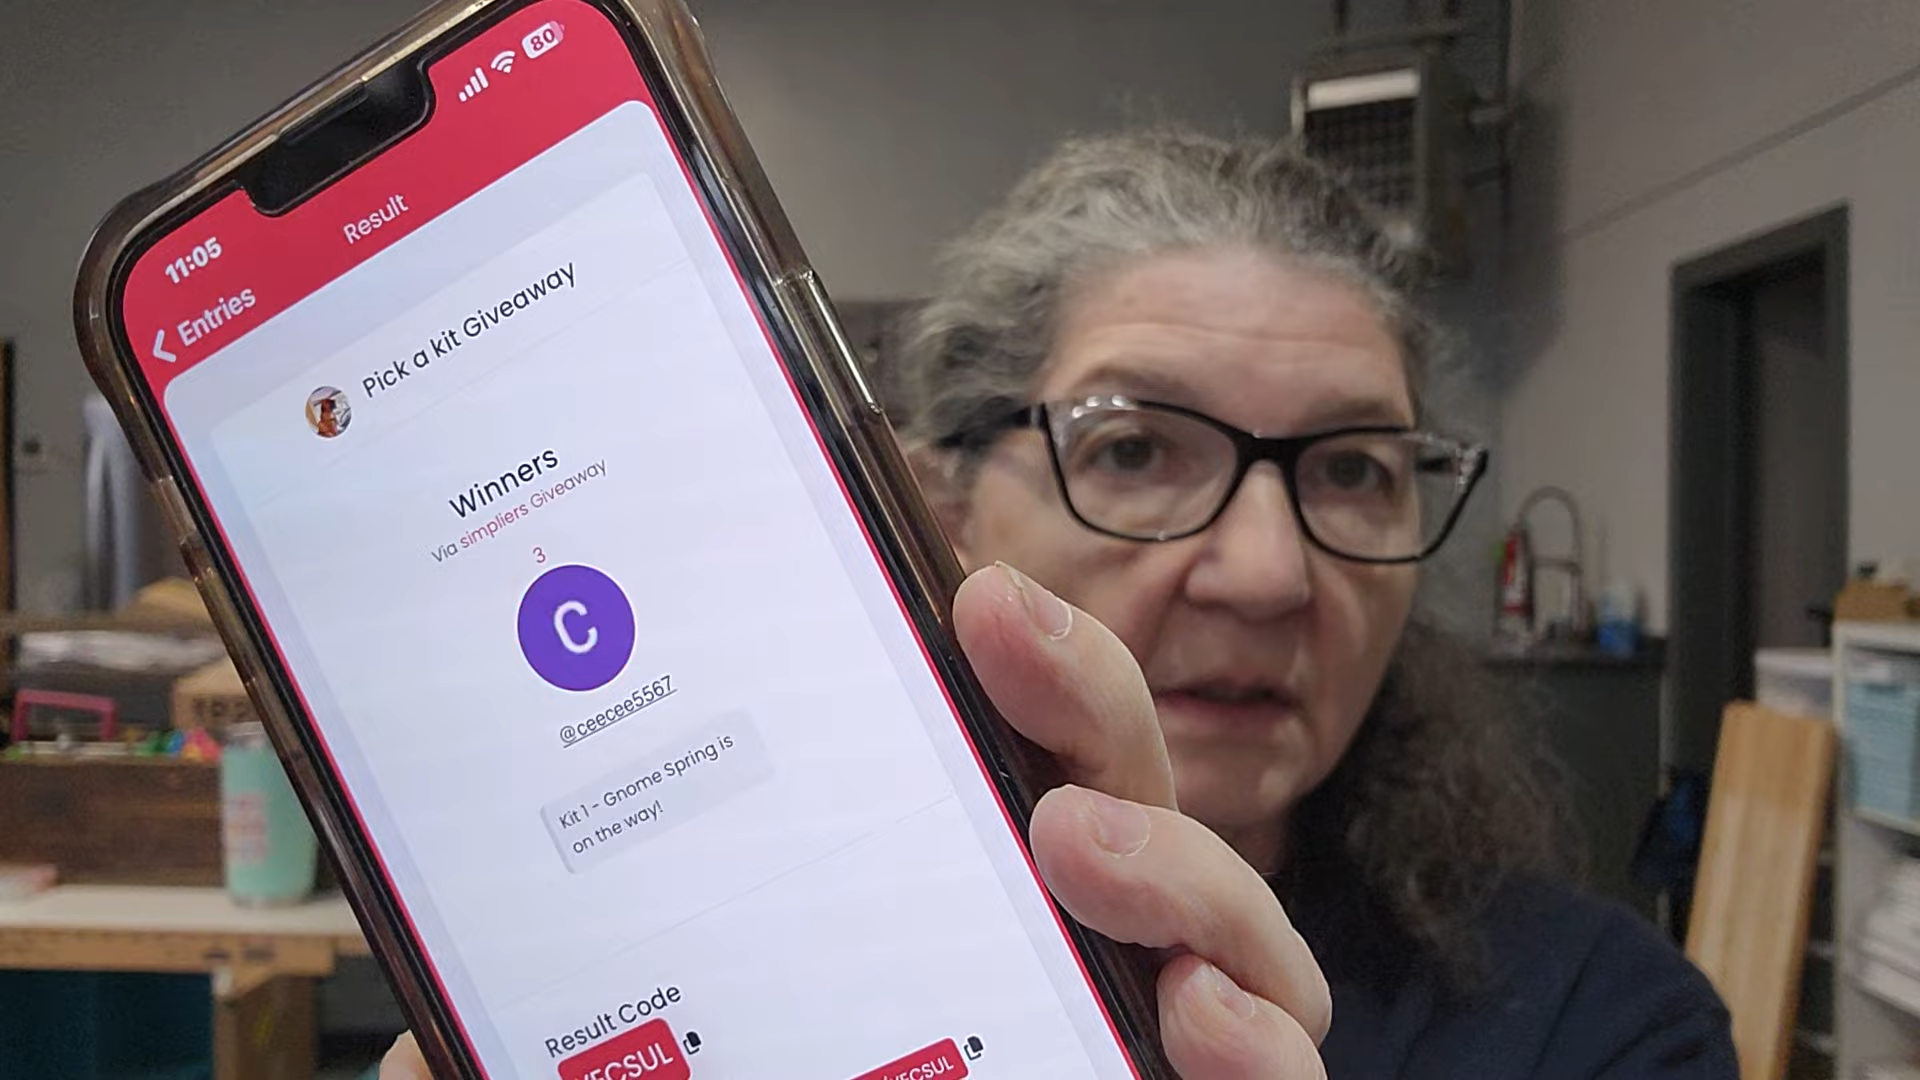 11:05
80
Result
Entries
Pick a kit Giveaway
Winners
Via simpliers Giveaway
3
C
@ceecee5567
Kit 1 - Gnome Spring is
on the way!
Result Code